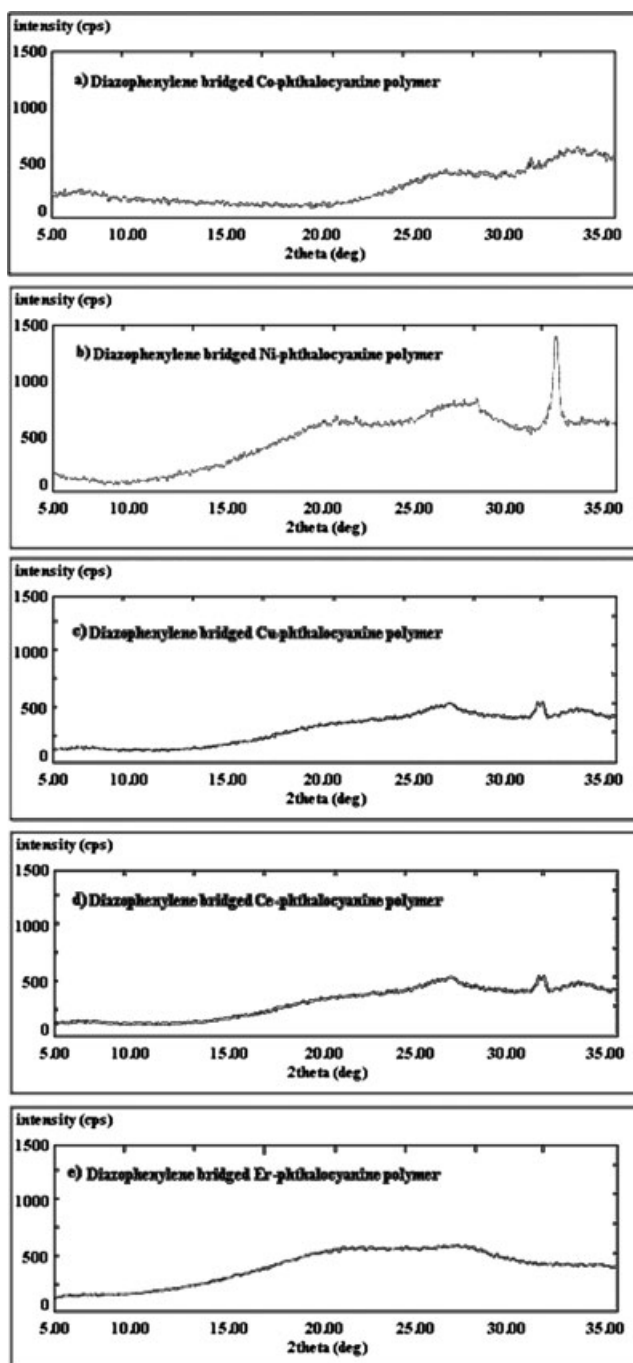 intensity (cps)
1500
a) Diazophenylene bridged Co-phthalocyanine polymer
1000
500
0
5.00 10.00 15.00 20.00 25.00 30.00 35.00
2theta (deg)
intensity (cps)
1500
b) Diazophenylene bridged Ni-phthalocyanine polymer
1000
500
0
5.00 10.00 15.00 20.00 25.00 30.00 35.00
2theta (deg)
intensity (cps)
1500
c) Diazophenylene bridged Cu-phthalocyanine polymer
1000
500
0
5.00 10.00 15.00 20.00 25.00 30.00 35.00
2theta (deg)
intensity (cps)
1500
d) Diazophenylene bridged Ce-phthalocyanine polymer
1000
500
0
5.00 10.00 15.00 20.00 25.00 30.00 35.00
2theta (deg)
intensity (cps)
1500
e) Diazophenylene bridged Er-phthalocyanine polymer
1000
500
0
5.00 10.00 15.00 20.00 25.00 30.00 35.00
2theta (deg)